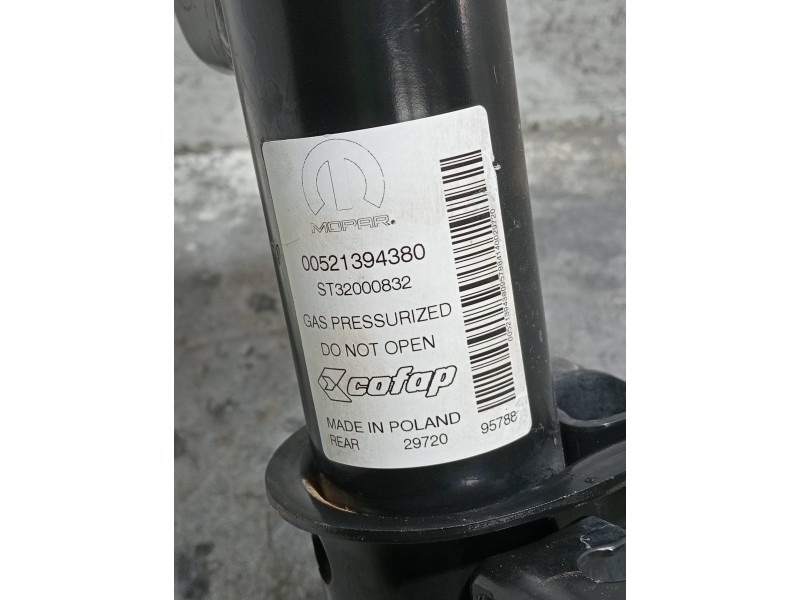 MOPAR®
00521394380
ST32000832
GAS PRESSURIZED
DO NOT OPEN
cofap
MADE IN POLAND
REAR 29720 95788